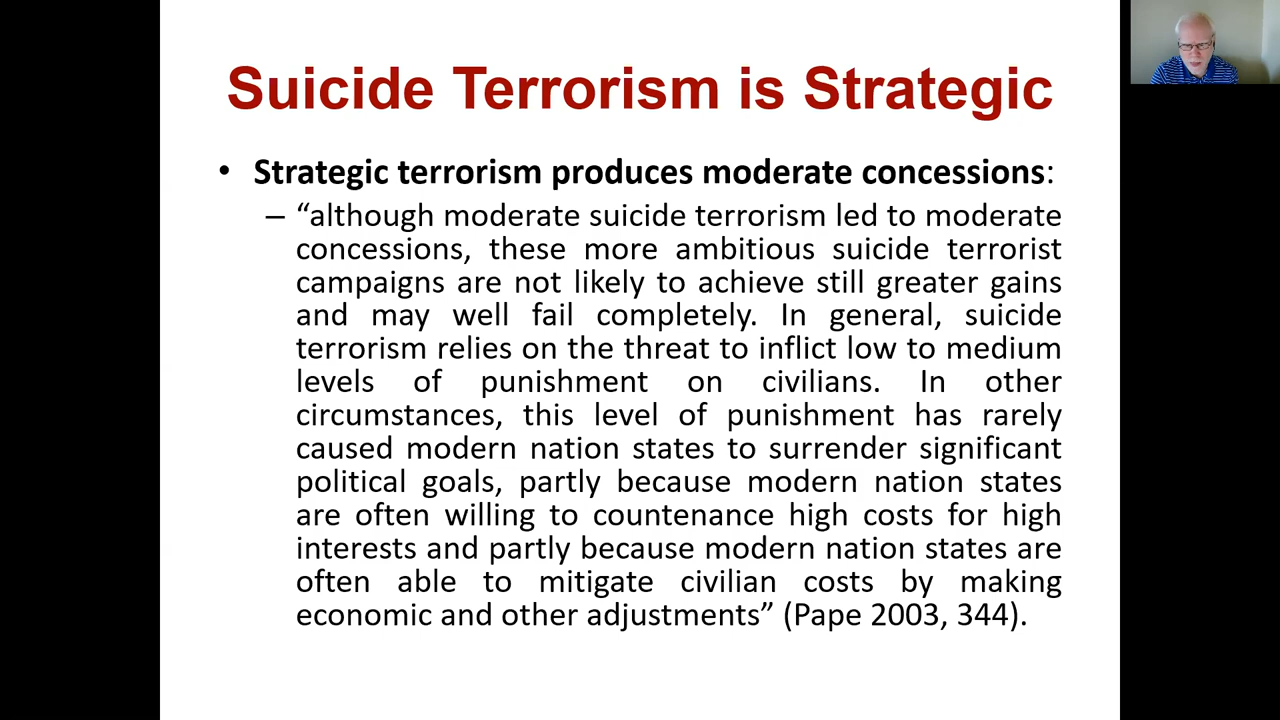 Suicide Terrorism is Strategic
• Strategic terrorism produces moderate concessions:
– “although moderate suicide terrorism led to moderate
concessions, these more ambitious suicide terrorist
campaigns are not likely to achieve still greater gains
and may well fail completely. In general, suicide
terrorism relies on the threat to inflict low to medium
levels of punishment on civilians. In other
circumstances, this level of punishment has rarely
caused modern nation states to surrender significant
political goals, partly because modern nation states
are often willing to countenance high costs for high
interests and partly because modern nation states are
often able to mitigate civilian costs by making
economic and other adjustments” (Pape 2003, 344).